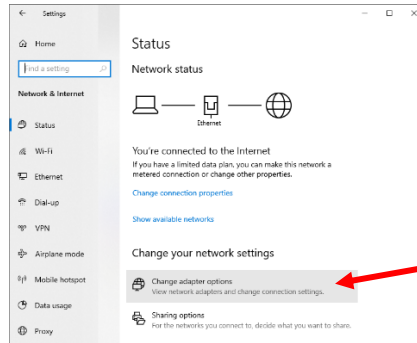 Settings
Home
Status
Find a setting
Network status
Network & Internet
Ethernet
Status
Wi-Fi
You're connected to the Internet
If you have a limited data plan, you can make this network a
metered connection or change other properties.
Ethernet
Change connection properties
Dial-up
Show available networks
VPN
Airplane mode
Change your network settings
Mobile hotspot
Change adapter options
View network adapters and change connection settings.
Data usage
Sharing options
For the networks you connect to, decide what you want to share.
Proxy